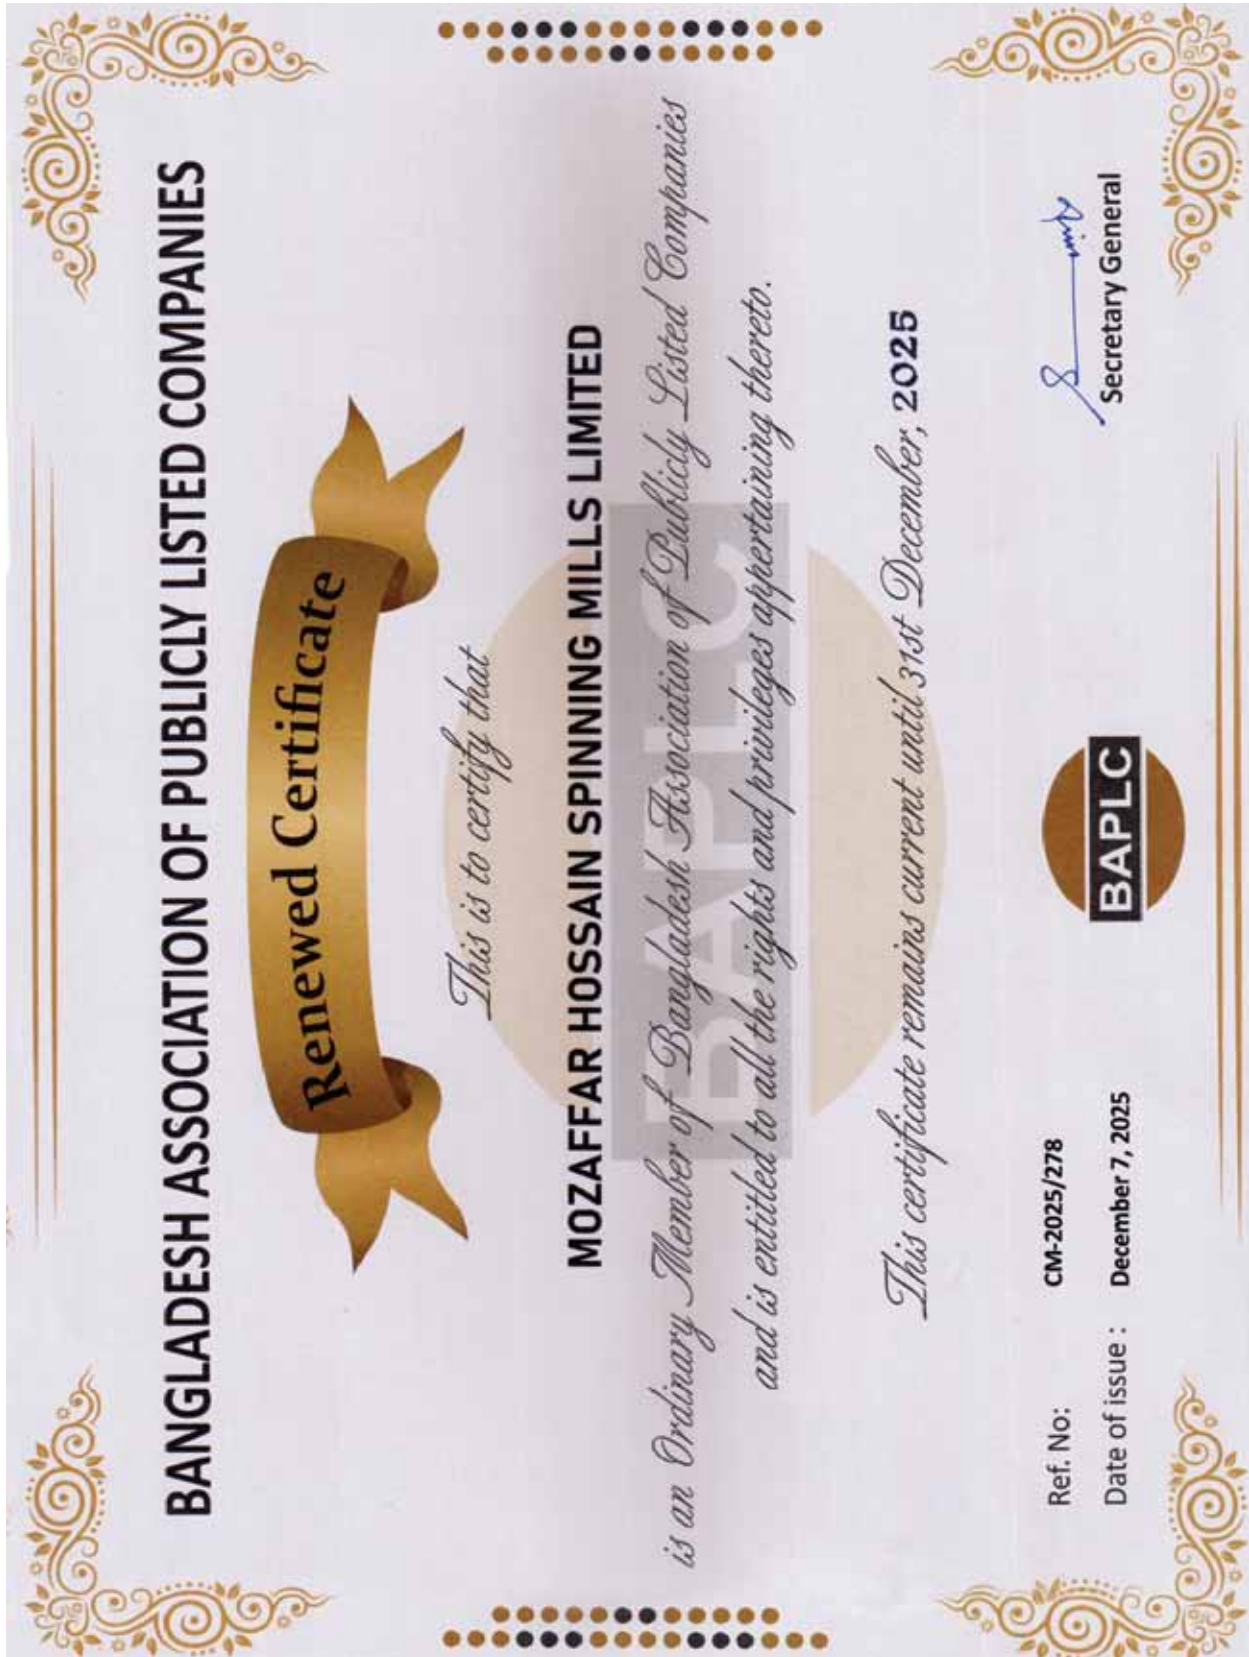 BANGLADESH ASSOCIATION OF PUBLICLY LISTED COMPANIES
Renewed Certificate
This is to certify that
MOZAFFAR HOSSAIN SPINNING MILLS LIMITED
is an Ordinary Member of Bangladesh Association of Publicly Listed Companies
and is entitled to all the rights and privileges appertaining thereto.
BAPLC
This certificate remains current until 31st December, 2025
Ref. No: CM-2025/278
Date of issue : December 7, 2025
BAPLC
Secretary General